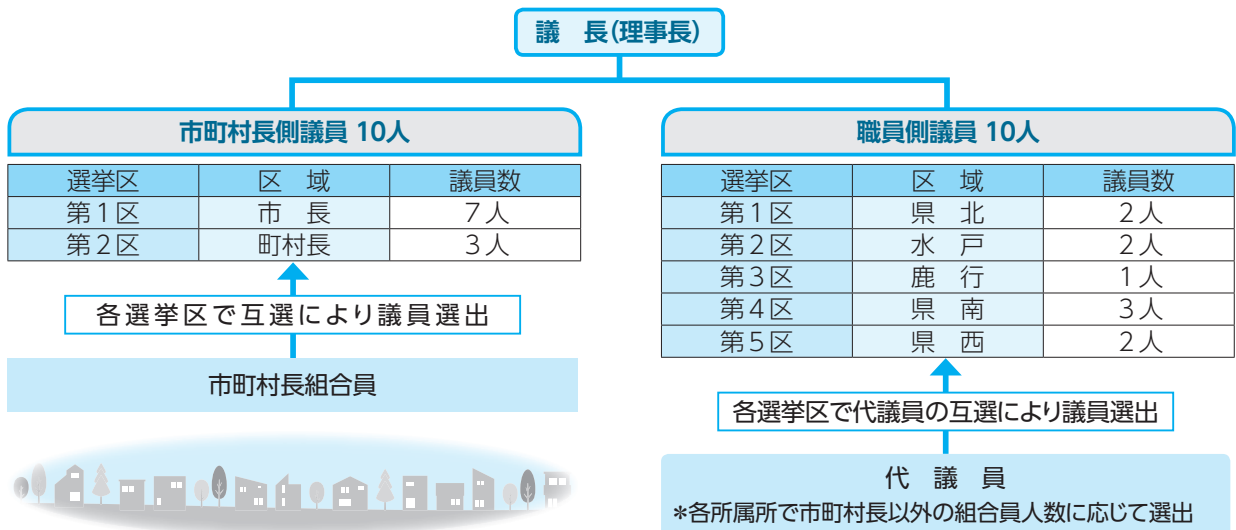 議 長(理事長)
市町村長側議員 10人
選挙区 区 域 議員数
第1区 市 長 7人
第2区 町村長 3人
各選挙区で互選により議員選出
市町村長組合員
職員側議員 10人
選挙区 区 域 議員数
第1区 県 北 2人
第2区 水 戸 2人
第3区 鹿 行 1人
第4区 県 南 3人
第5区 県 西 2人
各選挙区で代議員の互選により議員選出
代 議 員
*各所属所で市町村長以外の組合員人数に応じて選出